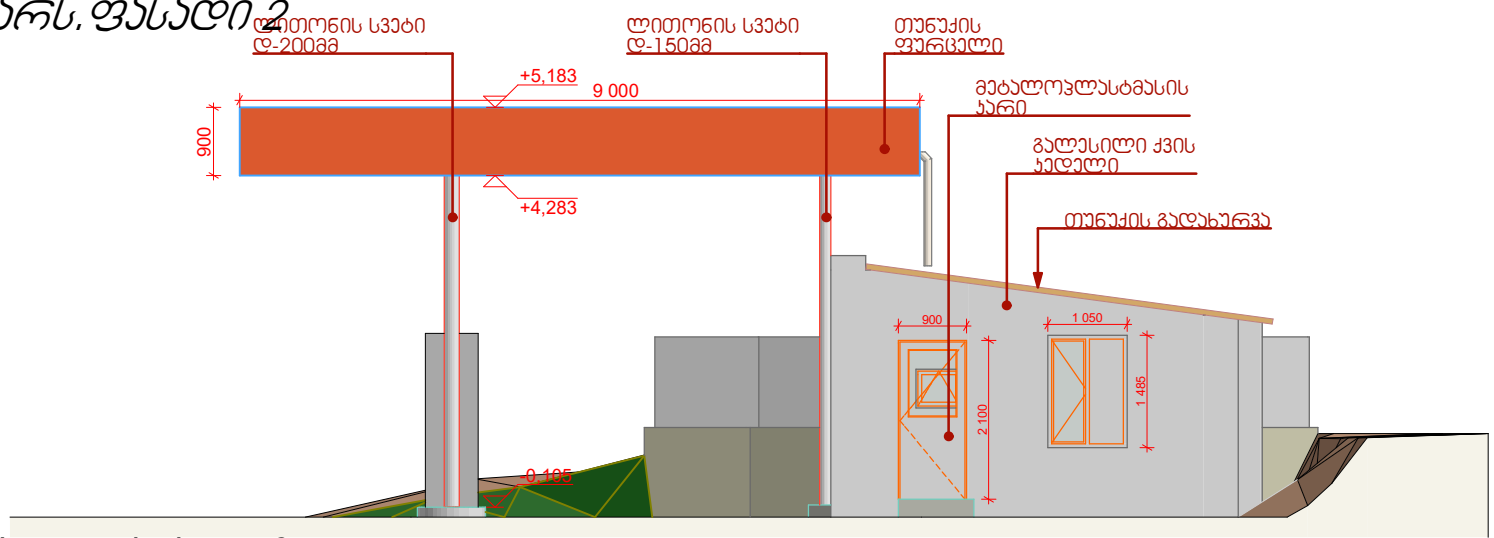 ᲐᲠᲡ. ᲤᲐᲡᲐᲓᲘ 2
ᲚᲘᲗᲝᲜᲘᲡ ᲡᲕᲔᲢᲘ
Დ-200ᲛᲛ
ᲚᲘᲗᲝᲜᲘᲡ ᲡᲕᲔᲢᲘ
Დ-150ᲛᲛ
ᲗᲣᲜᲣᲥᲘᲡ
ᲤᲣᲠᲪᲔᲚᲘ
+5,183
9 000
900
ᲛᲔᲢᲐᲚᲝᲞᲚᲐᲡᲢᲛᲐᲡᲘᲡ
ᲙᲐᲠᲘ
ᲒᲐᲚᲔᲡᲘᲚᲘ ᲥᲕᲘᲡ
ᲙᲔᲓᲔᲚᲘ
+4,283
ᲗᲣᲜᲣᲥᲘᲡ ᲒᲐᲓᲐᲮᲣᲠᲕᲐ
900
1 050
2 100
1 485
-0,105